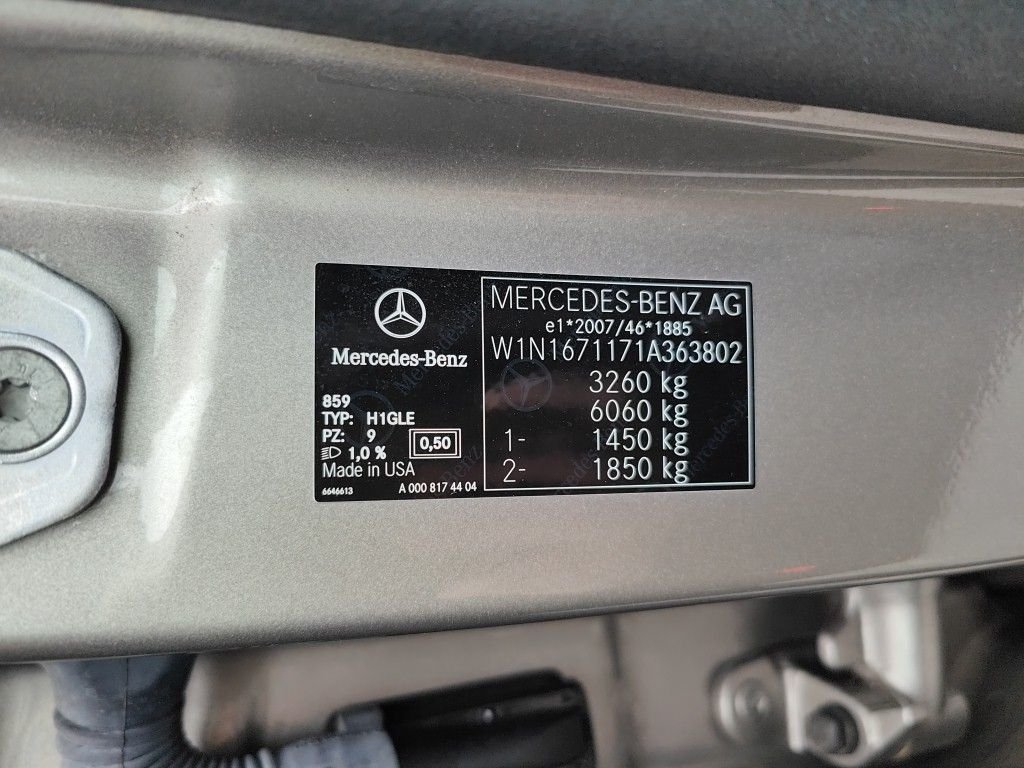 Mercedes-Benz
859
TYP: H1GLE
PZ: 9
1,0 % 0,50
Made in USA
6646613 A 000 817 44 04
MERCEDES-BENZ AG
e1*2007/46*1885
W1N1671171A363802
3260 kg
6060 kg
1- 1450 kg
2- 1850 kg